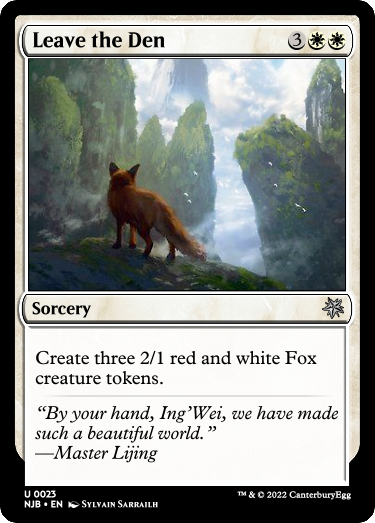 Leave the Den 3
Sorcery
Create three 2/1 red and white Fox
creature tokens.
“By your hand, Ing’Wei, we have made
such a beautiful world.”
—Master Lijing
U 0023
NJB • EN SYLVAIN SARRAILH
™ & © 2022 CanterburyEgg